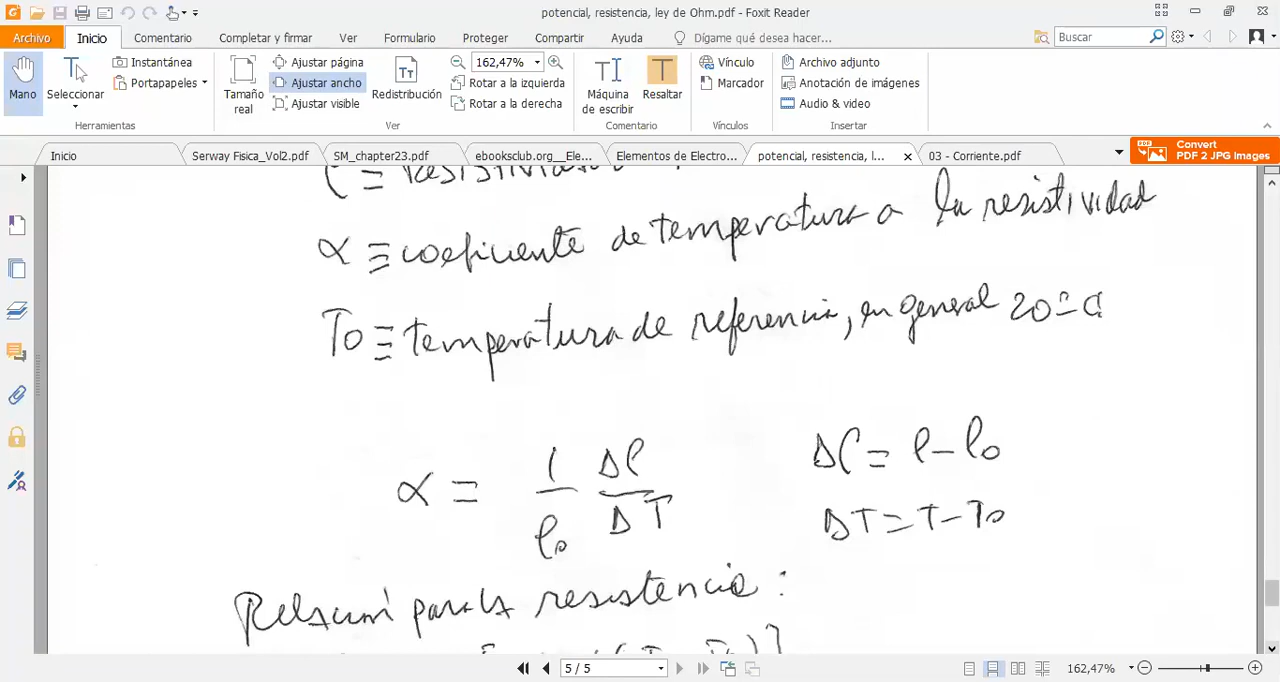 potencial, resistencia, ley de Ohm.pdf - Foxit Reader
Archivo Inicio Comentario Completar y firmar Ver Formulario Proteger Compartir Ayuda Dígame qué desea hacer... Buscar
Mano
Seleccionar
Instantánea
Portapapeles
Herramientas
Tamaño real
Ajustar página
Ajustar ancho
Ajustar visible
Redistribución
162,47%
Rotar a la izquierda
Rotar a la derecha
Ver
Máquina de escribir
Resaltar
Comentario
Vínculo
Marcador
Vínculos
Archivo adjunto
Anotación de imágenes
Audio & video
Insertar
Inicio Serway Fisica_Vol2.pdf SM_chapter23.pdf ebooksclub.org__Ele... Elementos de Electro... potencial, resistencia, l... 03 - Corriente.pdf
Convert
PDF 2 JPG Images
α ≡ coeficiente de temperatura a la resistividad
To ≡ temperatura de referencia, en general 20 º C
α = 1/ρ₀ Δρ/ΔT Δρ = ρ - ρ₀
ΔT = T - T₀
Relación para la resistencia :
5 / 5 162,47%